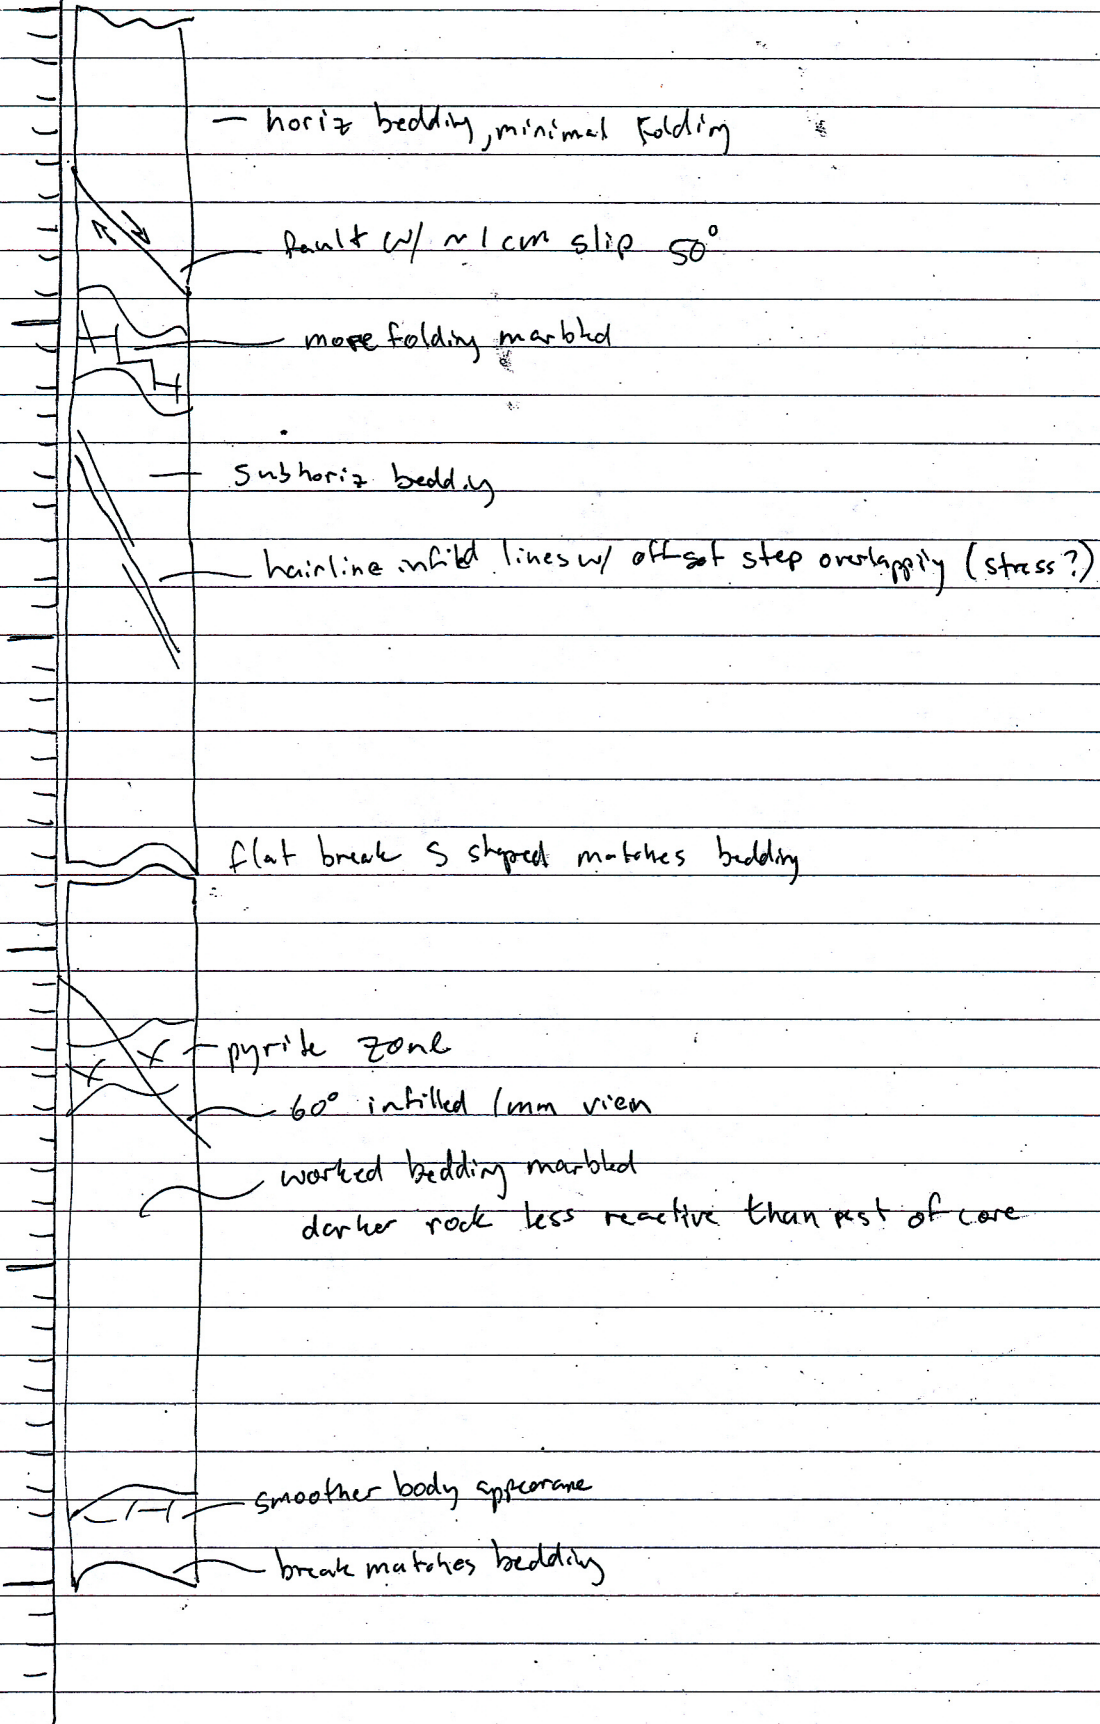 — horiz bedding, minimal folding
fault w/ ~1 cm slip 50°
more folding marbled
subhoriz bedding
hairline infilld lines w/ offset step overlapping (stress?)
flat break S shaped matches bedding
pyrite zone
60° infilled 1mm vien
worked bedding marbled
darker rock less reactive than rest of core
smoother body appearane
break matches bedding